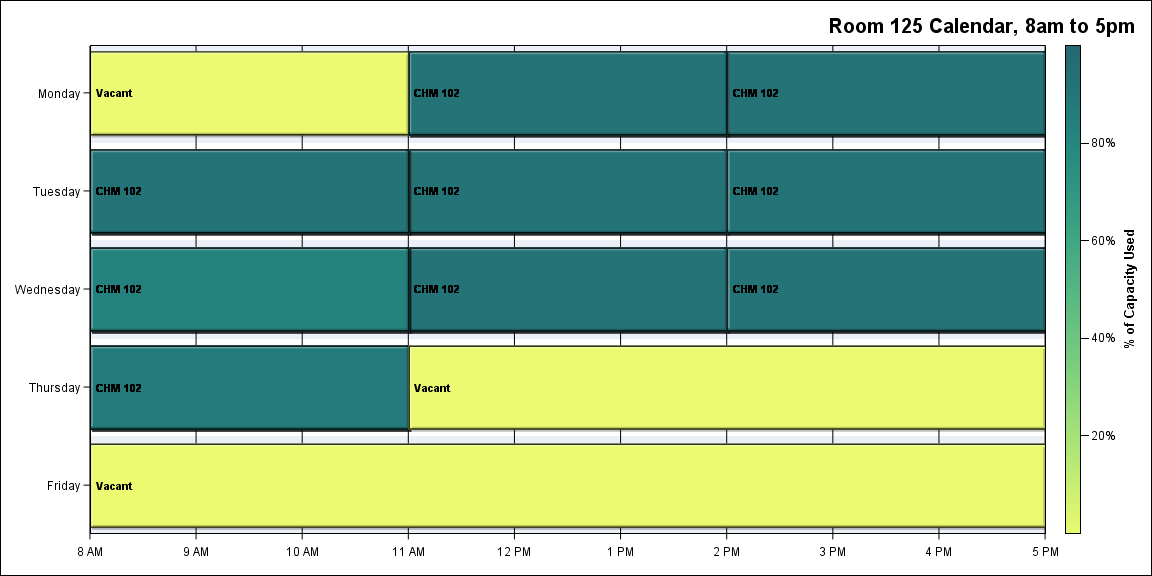 Room 125 Calendar, 8am to 5pm
Monday
Vacant
CHM 102
CHM 102
Tuesday
CHM 102
CHM 102
CHM 102
Wednesday
CHM 102
CHM 102
CHM 102
Thursday
CHM 102
Vacant
Friday
Vacant
8 AM
9 AM
10 AM
11 AM
12 PM
1 PM
2 PM
3 PM
4 PM
5 PM
80%
60%
40%
20%
% of Capacity Used